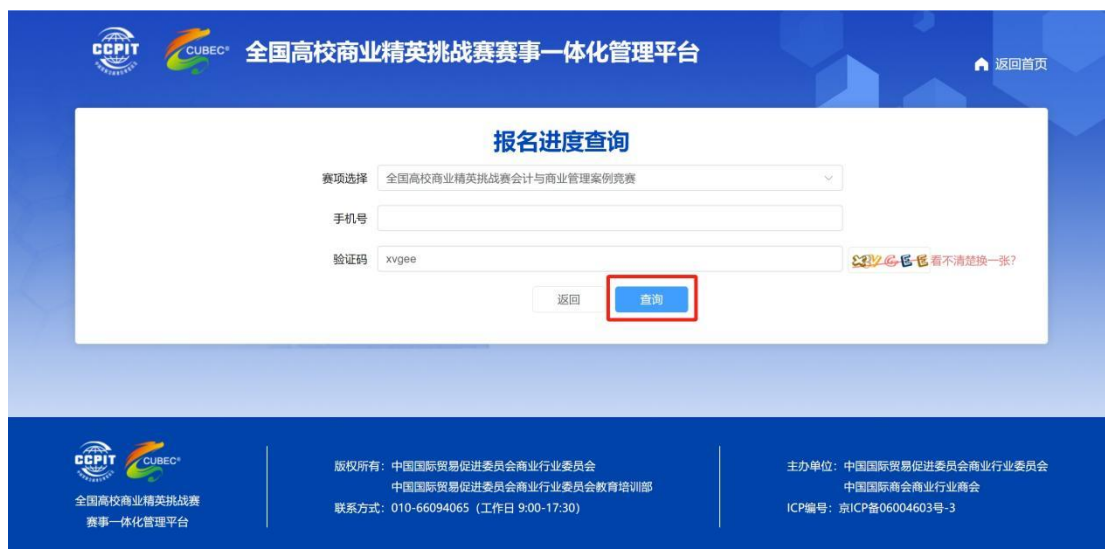 CCPIT CUBEC 全国高校商业精英挑战赛赛事一体化管理平台
返回首页
报名进度查询
赛项选择 全国高校商业精英挑战赛会计与商业管理案例竞赛
手机号
验证码 xvgee XVGEE 看不清楚换一张?
返回 查询
CCPIT CUBEC
全国高校商业精英挑战赛
赛事一体化管理平台
版权所有: 中国国际贸易促进委员会商业行业委员会
中国国际贸易促进委员会商业行业委员会教育培训部
联系方式: 010-66094065 (工作日 9:00-17:30)
主办单位: 中国国际贸易促进委员会商业行业委员会
中国国际商会商业行业商会
ICP编号: 京ICP备06004603号-3